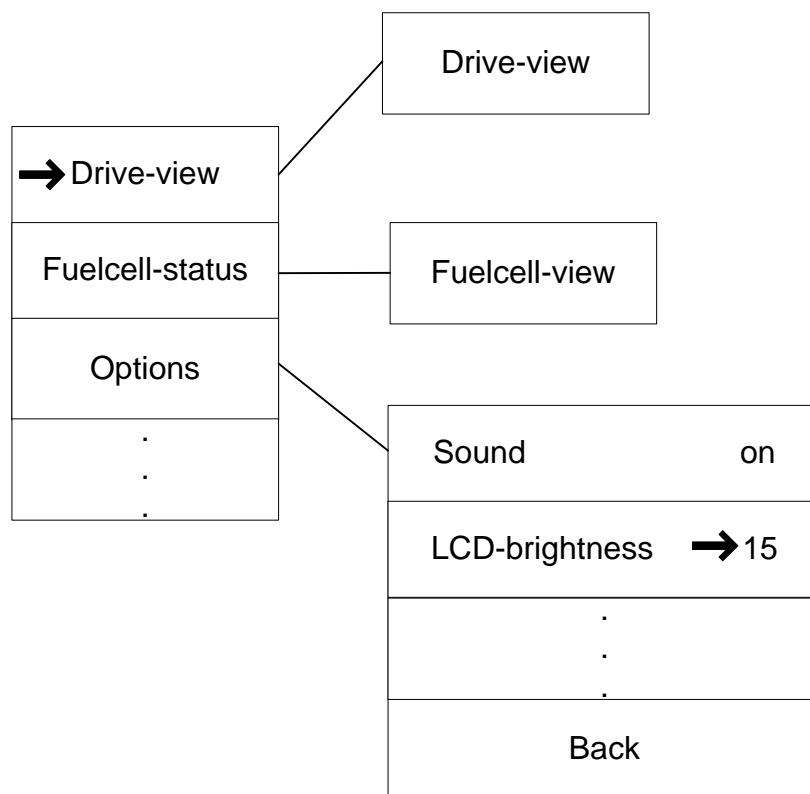 Drive-view
Drive-view
Fuelcell-status
Fuelcell-view
Options
.
.
.
Sound on
LCD-brightness 15
.
.
.
Back